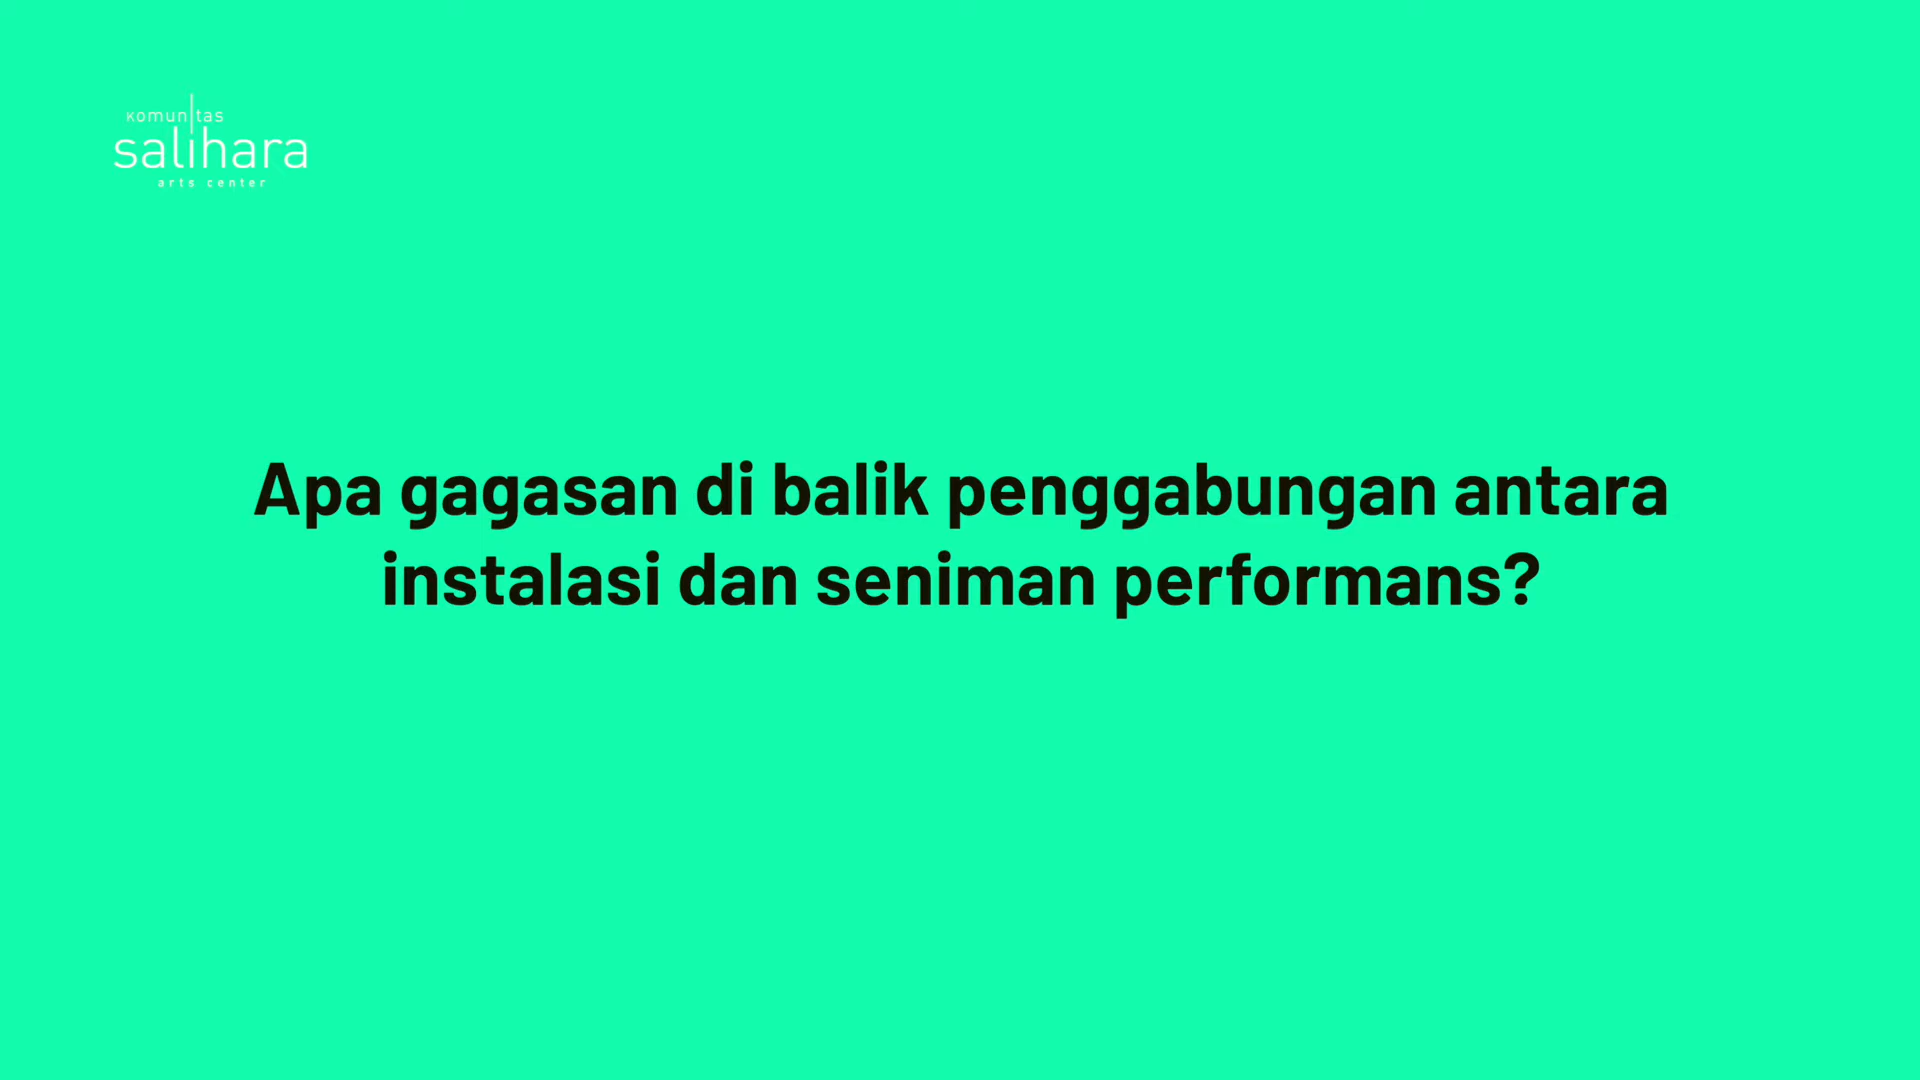 komunitas
salihara
arts center
Apa gagasan di balik penggabungan antara
instalasi dan seniman performans?